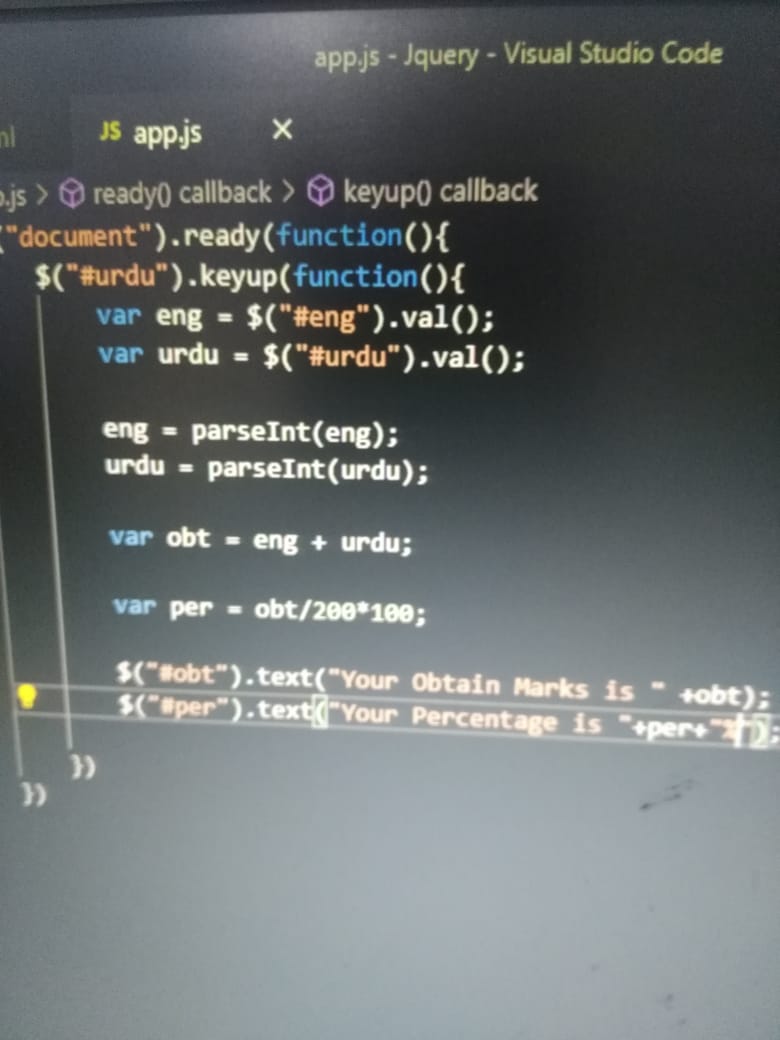 app.js - Jquery - Visual Studio Code
JS app.js ×
.js > ready() callback > keyup() callback
("document").ready(function(){
$("#urdu").keyup(function(){
var eng = $("#eng").val();
var urdu = $("#urdu").val();
eng = parseInt(eng);
urdu = parseInt(urdu);
var obt = eng + urdu;
var per = obt/200*100;
$("#obt").text("Your Obtain Marks is " +obt);
$("#per").text("Your Percentage is "+per+"%");
})
})